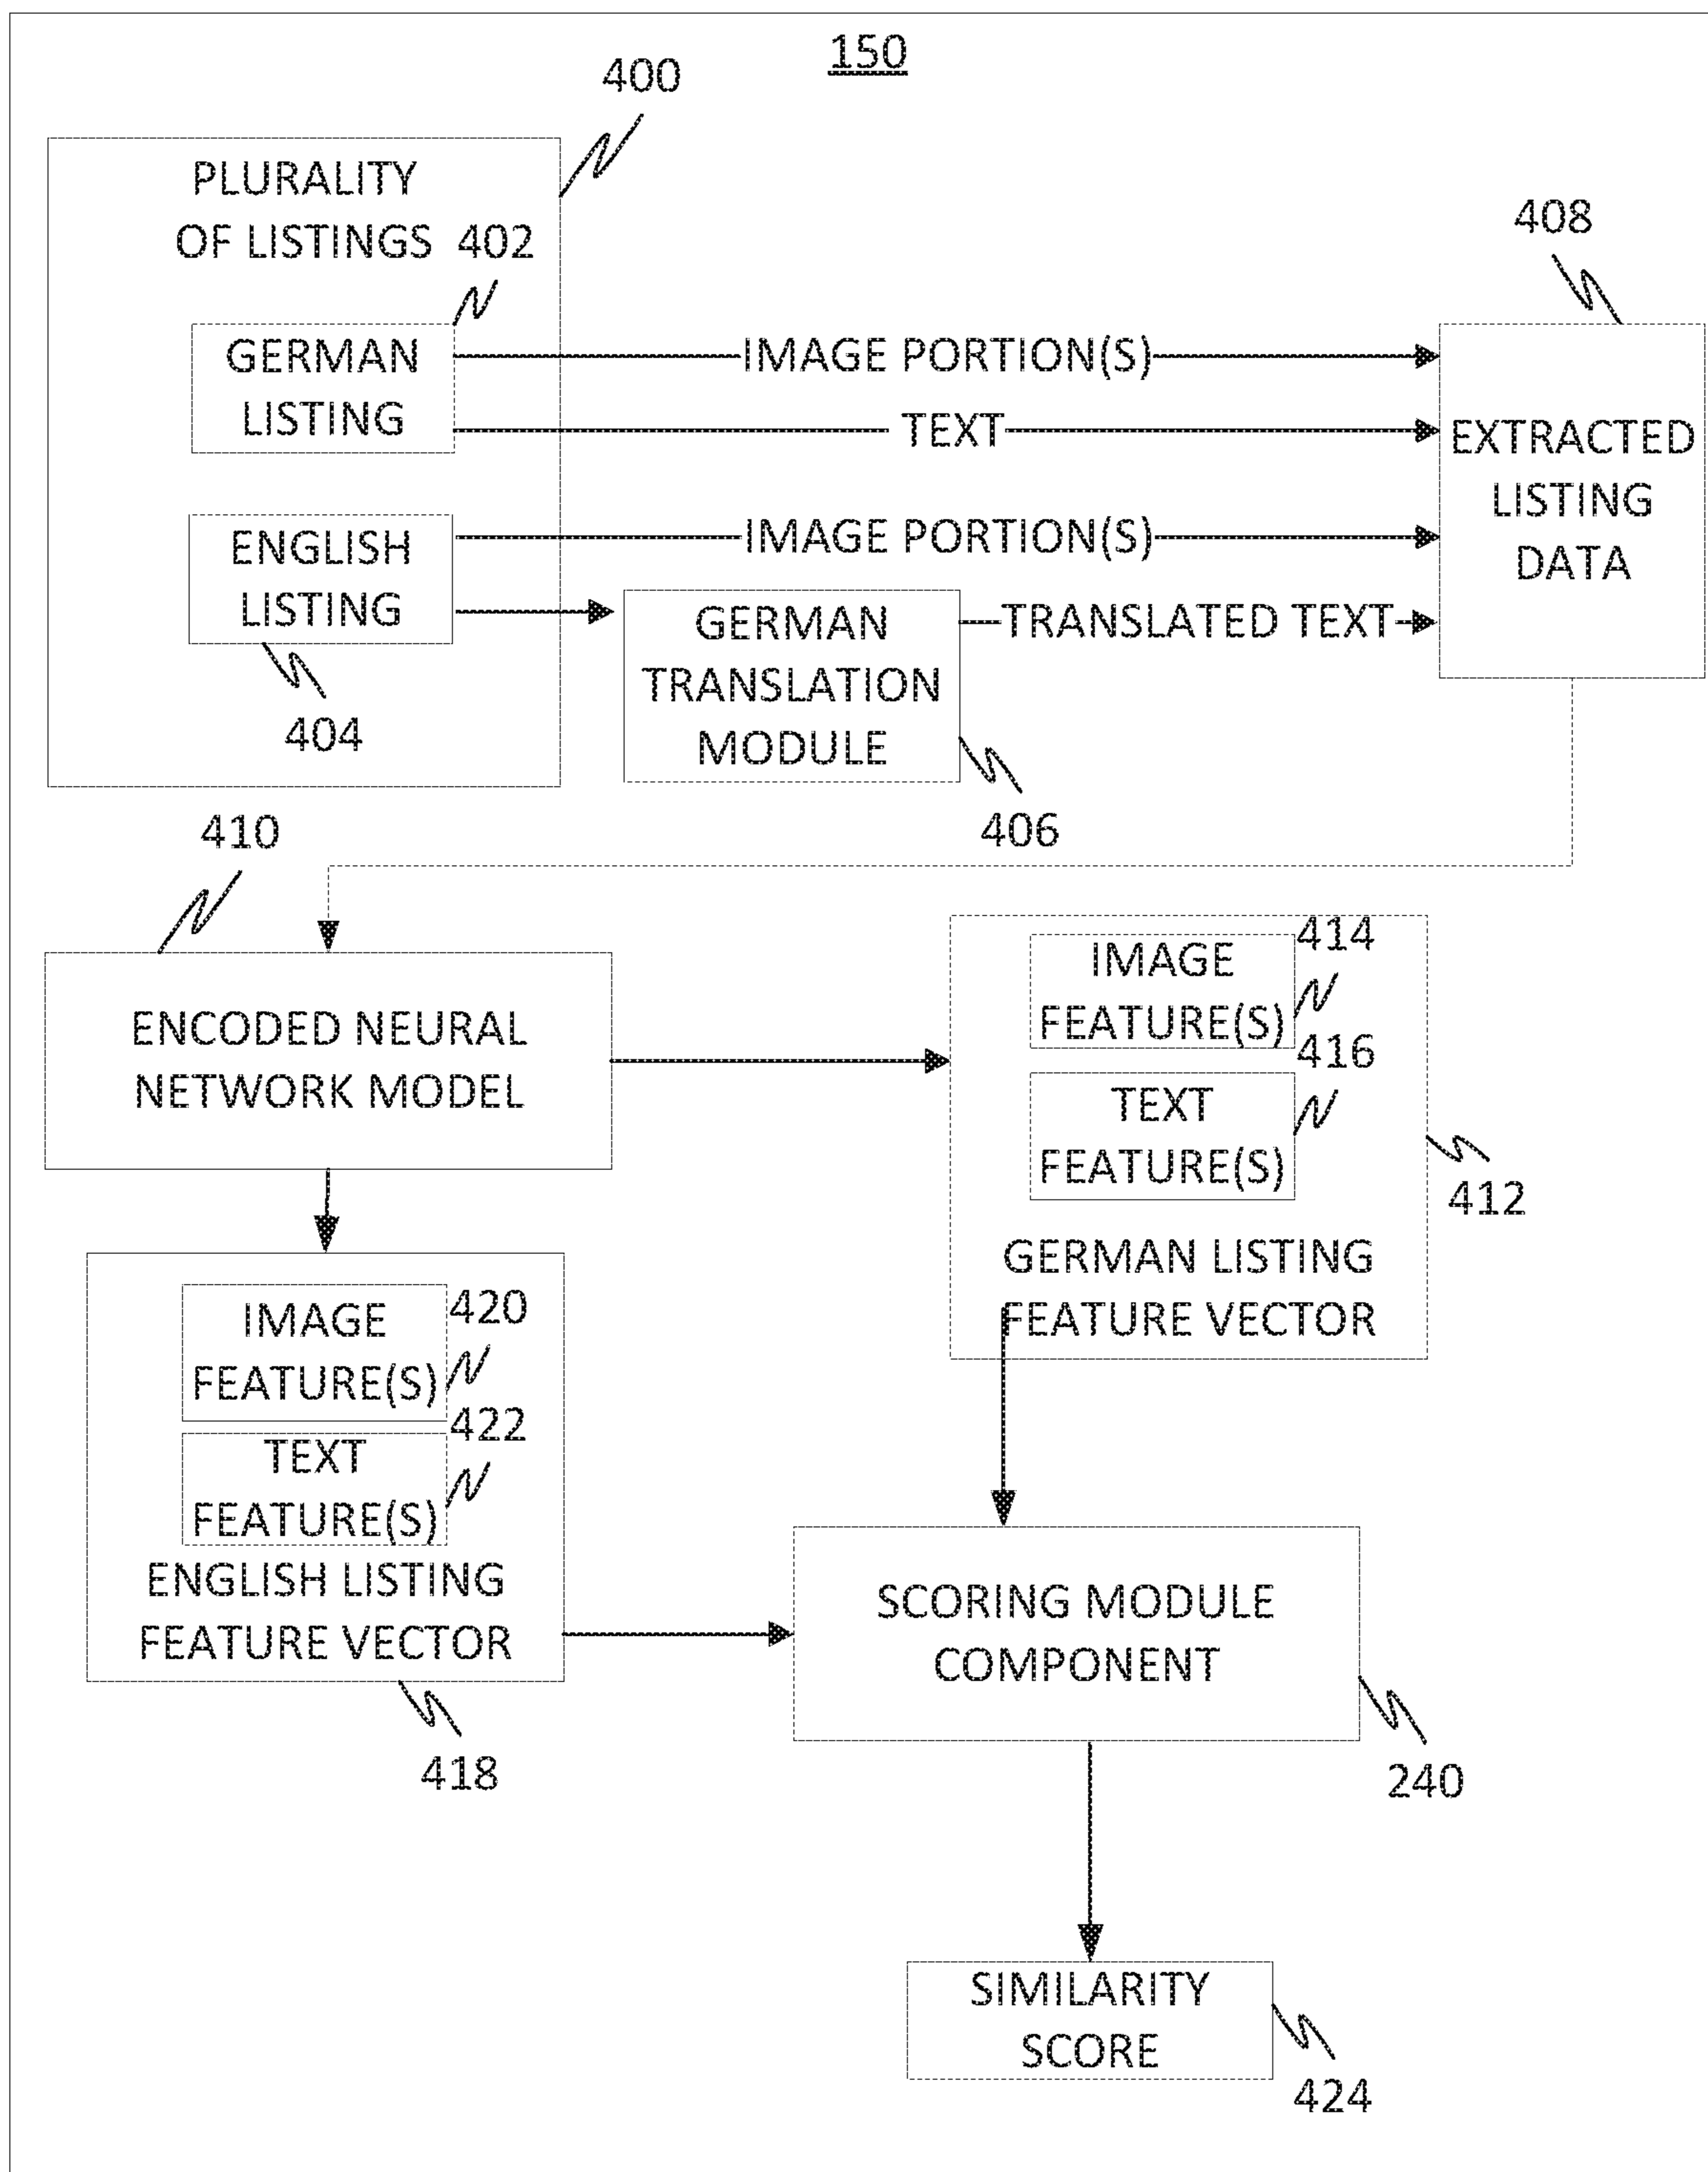 150
400
PLURALITY
OF LISTINGS
402
408
GERMAN
LISTING
IMAGE PORTION(S)
TEXT
EXTRACTED
LISTING
DATA
ENGLISH
LISTING
IMAGE PORTION(S)
404
GERMAN
TRANSLATION
MODULE
TRANSLATED TEXT
406
410
ENCODED NEURAL
NETWORK MODEL
414
IMAGE
FEATURE(S)
416
TEXT
FEATURE(S)
412
GERMAN LISTING
FEATURE VECTOR
420
IMAGE
FEATURE(S)
422
TEXT
FEATURE(S)
ENGLISH LISTING
FEATURE VECTOR
418
SCORING MODULE
COMPONENT
240
SIMILARITY
SCORE
424